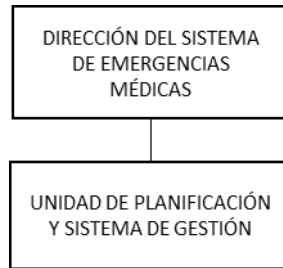 DIRECCIÓN DEL SISTEMA
DE EMERGENCIAS
MÉDICAS
UNIDAD DE PLANIFICACIÓN
Y SISTEMA DE GESTIÓN